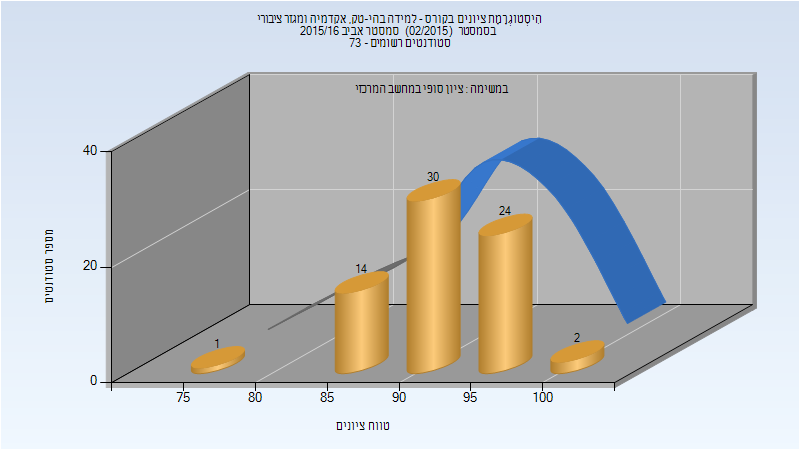 היסטוגרמת ציונים בקורס - למידה בהי-טק, אקדמיה ומגזר ציבורי
בסמסטר (02/2015) סמסטר אביב 2015/16
סטודנטים רשומים - 73
במשימה : ציון סופי במחשב המרכזי
40
20
0
מספר סטודנטים
1
14
30
24
2
75
80
85
90
95
100
טווח ציונים